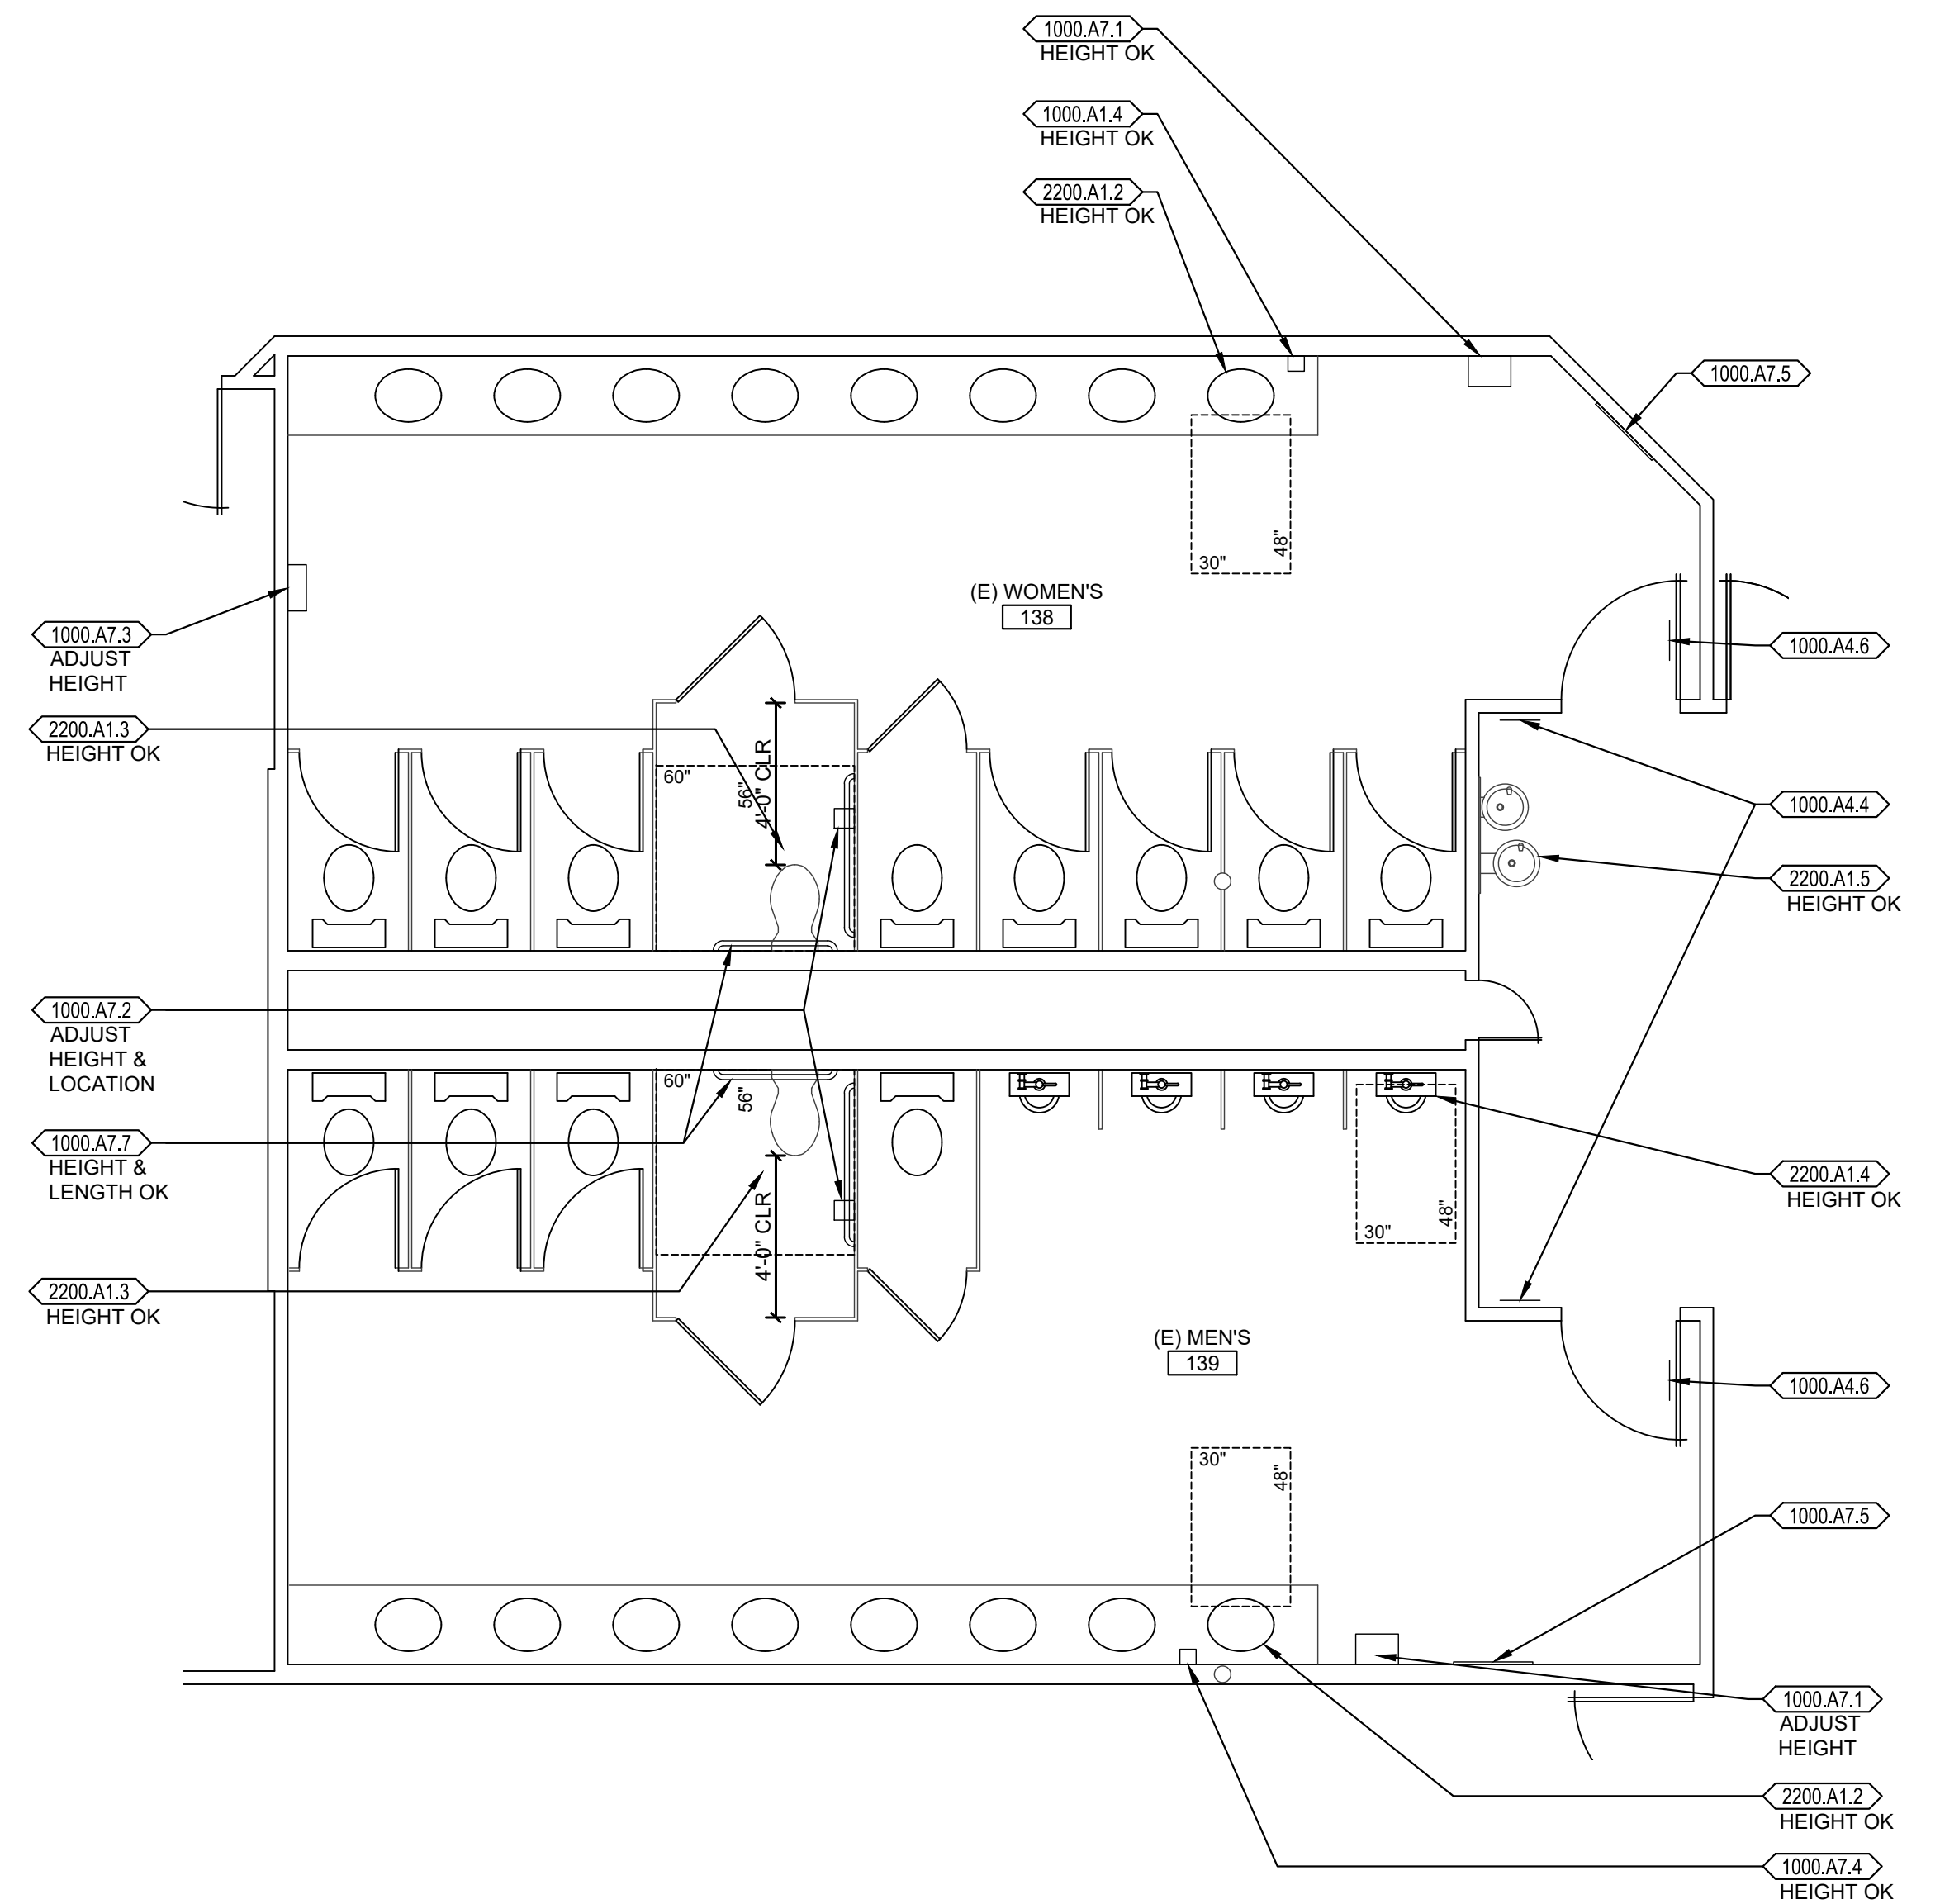 1000.A7.1
HEIGHT OK
1000.A1.4
HEIGHT OK
2200.A1.2
HEIGHT OK
1000.A7.5
30"
48"
(E) WOMEN'S
138
1000.A7.3
ADJUST
HEIGHT
1000.A4.6
2200.A1.3
HEIGHT OK
60"
56"
4'-0" CLR
1000.A4.4
2200.A1.5
HEIGHT OK
1000.A7.2
ADJUST
HEIGHT &
LOCATION
60"
56"
1000.A7.7
HEIGHT &
LENGTH OK
4'-0" CLR
30"
48"
2200.A1.4
HEIGHT OK
2200.A1.3
HEIGHT OK
(E) MEN'S
139
1000.A4.6
30"
48"
1000.A7.5
1000.A7.1
ADJUST
HEIGHT
2200.A1.2
HEIGHT OK
1000.A7.4
HEIGHT OK